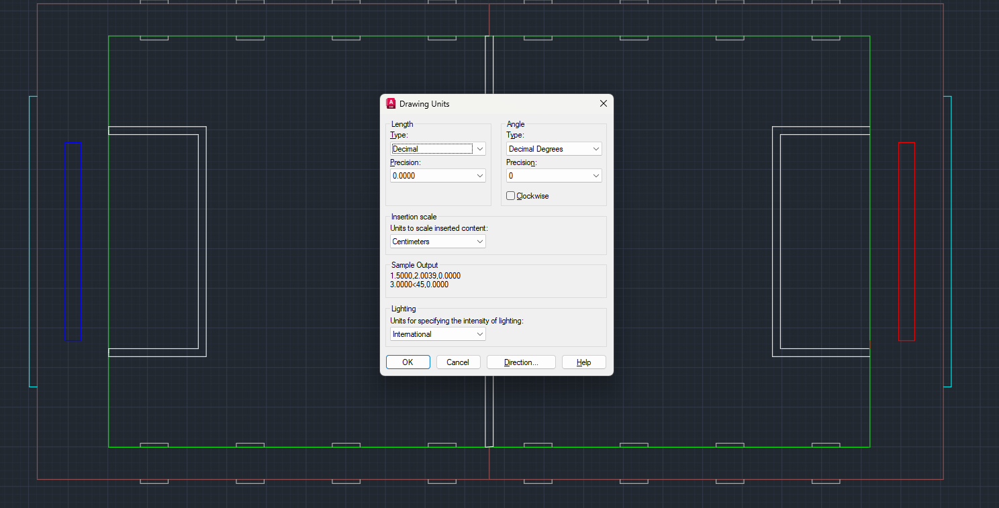 Drawing Units
Length
Type:
Decimal
Precision:
0.0000
Angle
Type:
Decimal Degrees
Precision:
0
Clockwise
Insertion scale
Units to scale inserted content:
Centimeters
Sample Output
1.5000,2.0039,0.0000
3.0000<45,0.0000
Lighting
Units for specifying the intensity of lighting:
International
OK
Cancel
Direction...
Help